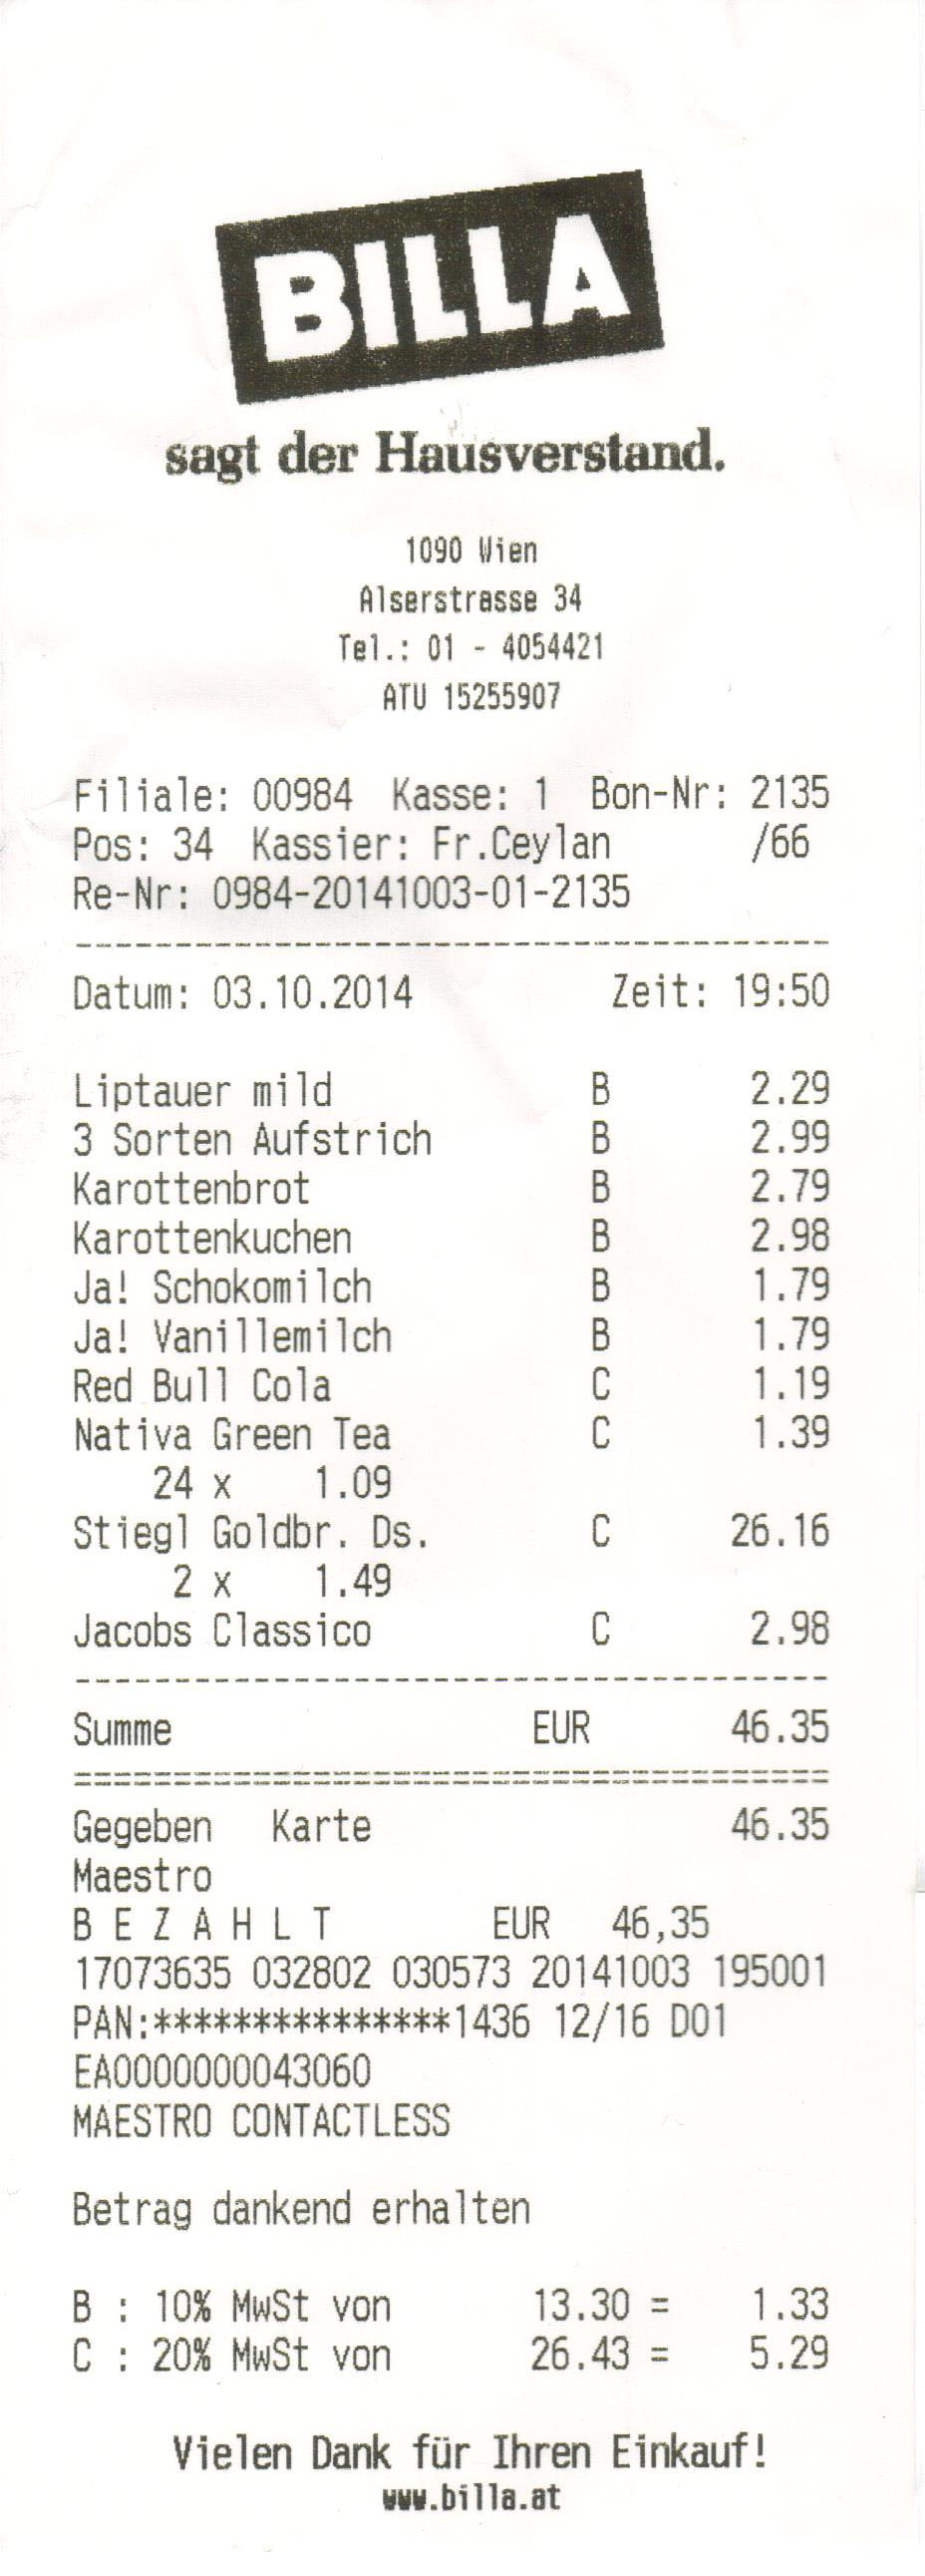 BILLA
sagt der Hausverstand.
1090 Wien
Alserstrasse 34
Tel.: 01 - 4054421
ATU 15255907
Filiale: 00984 Kasse: 1 Bon-Nr: 2135
Pos: 34 Kassier: Fr.Ceylan /66
Re-Nr: 0984-20141003-01-2135
Datum: 03.10.2014 Zeit: 19:50
Liptauer mild B 2.29
3 Sorten Aufstrich B 2.99
Karottenbrot B 2.79
Karottenkuchen B 2.98
Ja! Schokomilch B 1.79
Ja! Vanillemilch B 1.79
Red Bull Cola C 1.19
Nativa Green Tea C 1.39
24 x 1.09
Stiegl Goldbr. Ds. C 26.16
2 x 1.49
Jacobs Classico C 2.98
Summe EUR 46.35
Gegeben Karte 46.35
Maestro
B E Z A H L T EUR 46,35
17073635 032802 030573 20141003 195001
PAN:***************1436 12/16 D01
EA0000000043060
MAESTRO CONTACTLESS
Betrag dankend erhalten
B : 10% MwSt von 13.30 = 1.33
C : 20% MwSt von 26.43 = 5.29
Vielen Dank für Ihren Einkauf!
www.billa.at